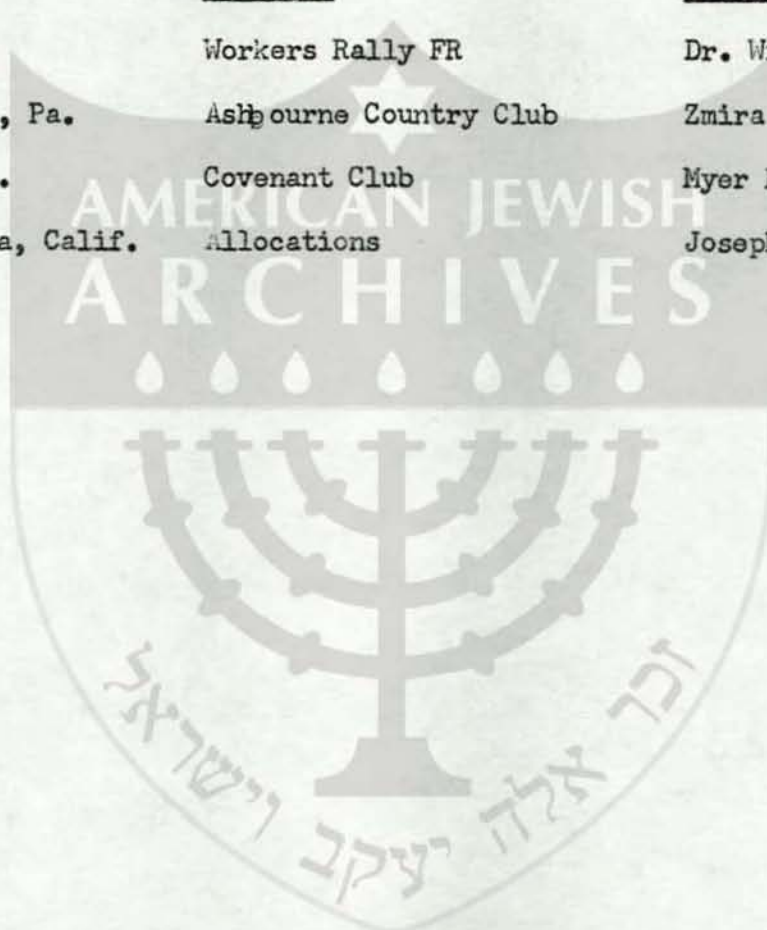 Workers Rally FR Dr.
, Pa. Ashbourne Country Club Zmira
. Covenant Club Myer
AMERICAN JEWISH
a, Calif. Allocations Joseph
ARCHIVES
זכר אלה יעקב וישראל